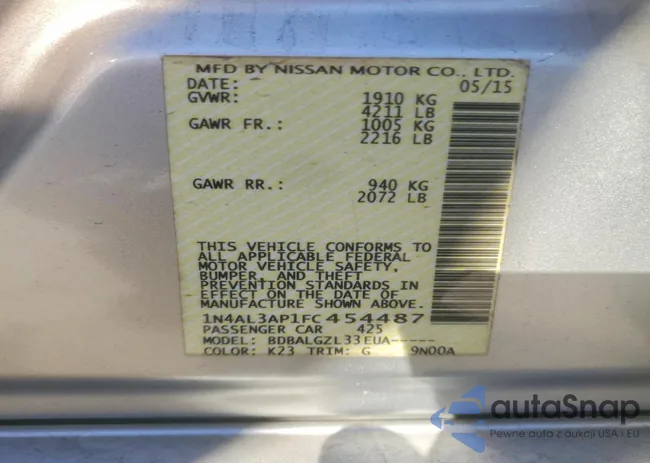 MFD BY NISSAN MOTOR CO., LTD.
DATE: 05/15
GVWR: 1910 KG
4211 LB
GAWR FR.: 1005 KG
2216 LB
GAWR RR.: 940 KG
2072 LB
THIS VEHICLE CONFORMS TO
ALL APPLICABLE FEDERAL
MOTOR VEHICLE SAFETY,
BUMPER, AND THEFT
PREVENTION STANDARDS IN
EFFECT ON THE DATE OF
MANUFACTURE SHOWN ABOVE.
1N4AL3AP1FC454487
PASSENGER CAR 425
MODEL: BDBALGZL33EUA-----
COLOR: K23 TRIM: G 9N00A
autaSnap
Pewne auta z aukcji USA i EU